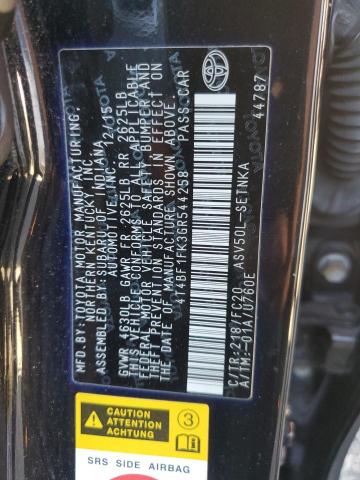 MFD. BY: TOYOTA MOTOR MANUFACTURING,
NORTHERN KENTUCKY INC.
ASSEMBLED BY: SUBARU OF INDIANA
AUTOMOTIVE, INC. 12/15
GVWR 4630LB GAWR FR 2625LB RR 2625LB
THIS VEHICLE CONFORMS TO ALL APPLICABLE
FEDERAL MOTOR VEHICLE SAFETY, BUMPER, AND
THEFT PREVENTION STANDARDS IN EFFECT ON
THE DATE OF MANUFACTURE SHOWN ABOVE.
4T4BF1FK3GR544258 PASS. CAR
C/TR: 218/FC20 ASV50L-SETNKA
A/TM: -01A/U760E
44787
TOYOTA
CAUTION
ATTENTION
ACHTUNG
3
SRS SIDE AIRBAG